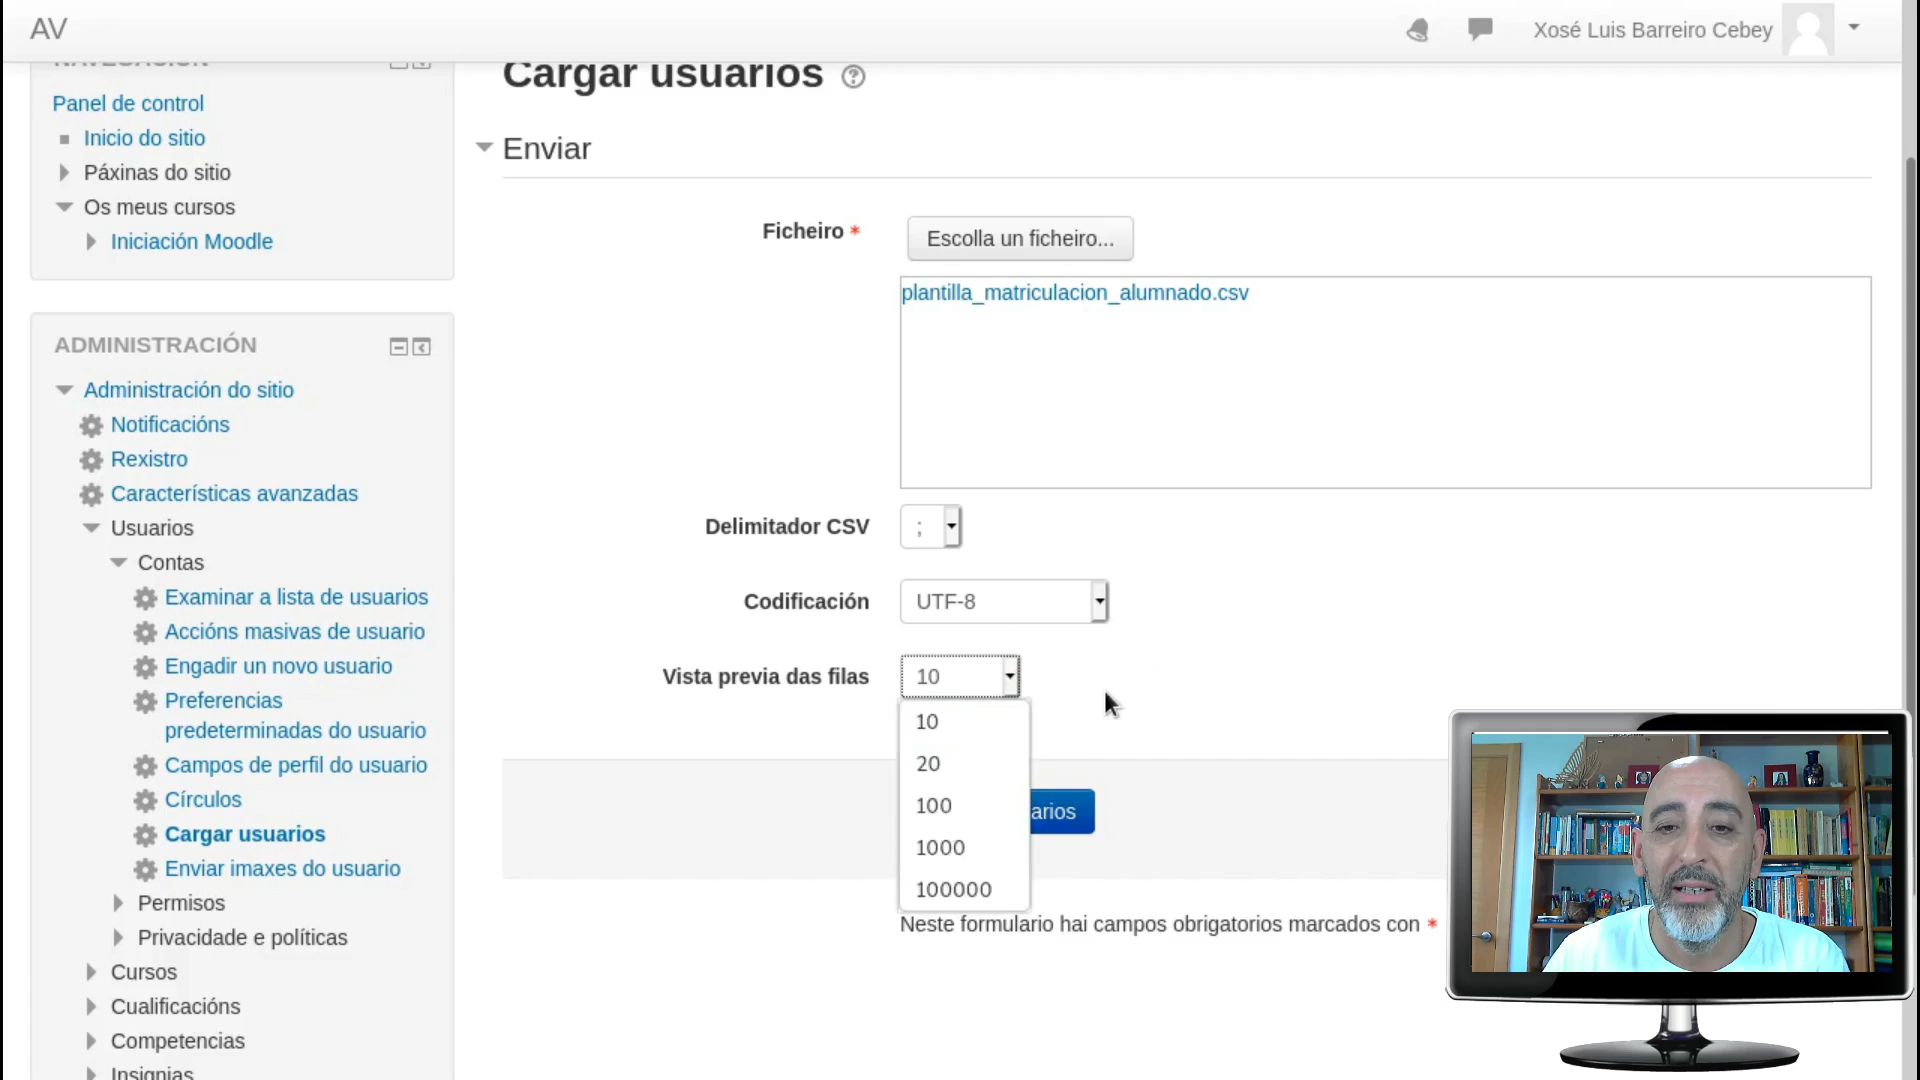 AV
Xosé Luis Barreiro Cebey
NAVEGACIÓN
Panel de control
Inicio do sitio
Páxinas do sitio
Os meus cursos
Iniciación Moodle
ADMINISTRACIÓN
Administración do sitio
Notificacións
Rexistro
Características avanzadas
Usuarios
Contas
Examinar a lista de usuarios
Accións masivas de usuario
Engadir un novo usuario
Preferencias
predeterminadas do usuario
Campos de perfil do usuario
Círculos
Cargar usuarios
Enviar imaxes do usuario
Permisos
Privacidade e políticas
Cursos
Cualificacións
Competencias
Insignias
Cargar usuarios
Enviar
Ficheiro *
Escolla un ficheiro...
plantilla_matriculacion_alumnado.csv
Delimitador CSV ;
Codificación UTF-8
Vista previa das filas 10
10
20
100
1000
100000
arios
Neste formulario hai campos obrigatorios marcados con *